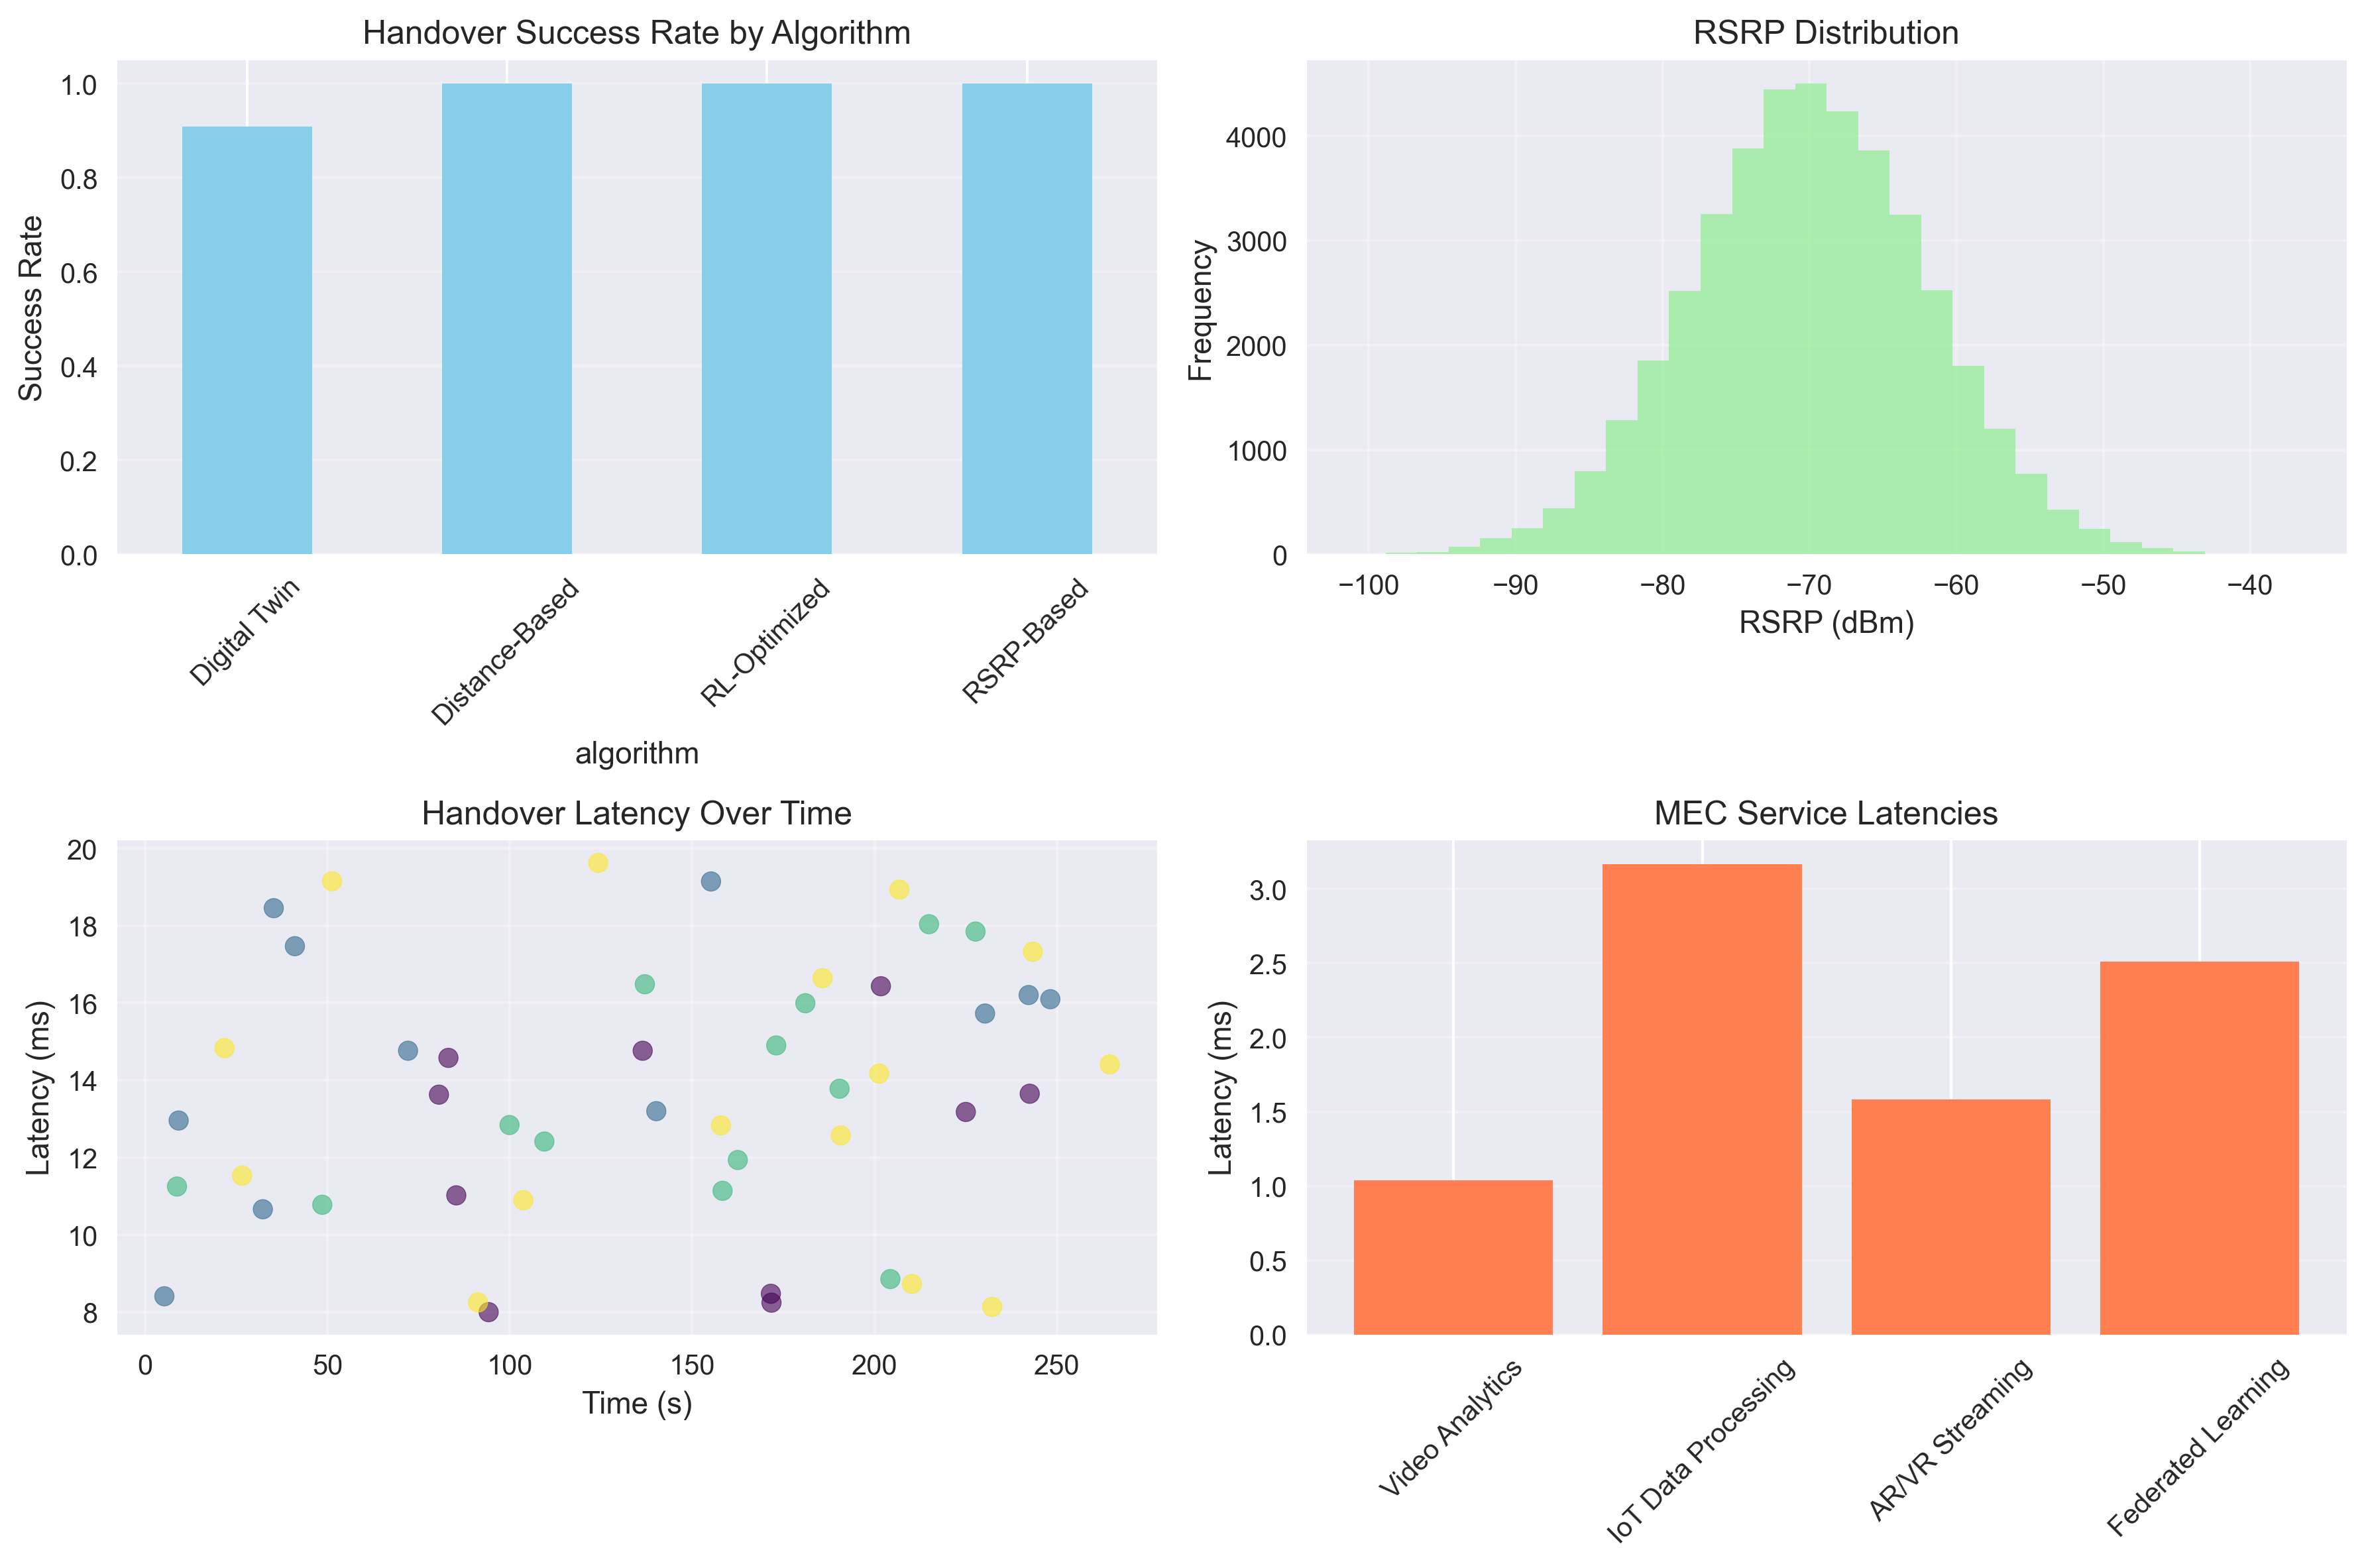 Handover Success Rate by Algorithm
Success Rate
1.0
0.8
0.6
0.4
0.2
0.0
Digital Twin
Distance-Based
RL-Optimized
RSRP-Based
algorithm
RSRP Distribution
Frequency
4000
3000
2000
1000
0
−100
−90
−80
−70
−60
−50
−40
RSRP (dBm)
Handover Latency Over Time
Latency (ms)
20
18
16
14
12
10
8
0
50
100
150
200
250
Time (s)
MEC Service Latencies
Latency (ms)
3.0
2.5
2.0
1.5
1.0
0.5
0.0
Video Analytics
IoT Data Processing
AR/VR Streaming
Federated Learning